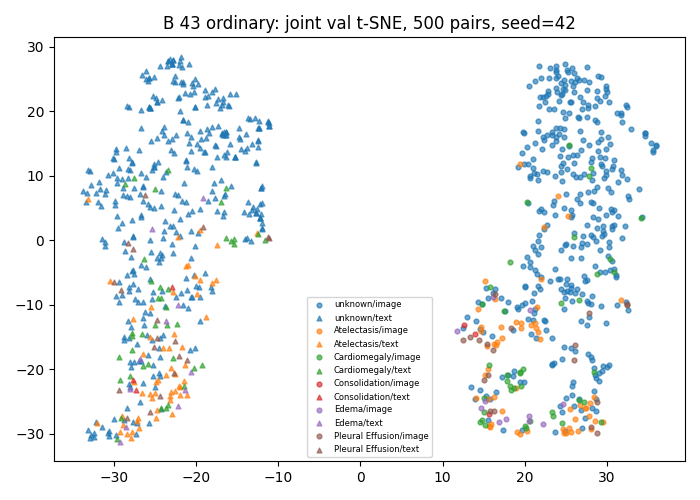 B 43 ordinary: joint val t-SNE, 500 pairs, seed=42
30
20
10
0
−10
−20
−30
−30
−20
−10
0
10
20
30
unknown/image
unknown/text
Atelectasis/image
Atelectasis/text
Cardiomegaly/image
Cardiomegaly/text
Consolidation/image
Consolidation/text
Edema/image
Edema/text
Pleural Effusion/image
Pleural Effusion/text